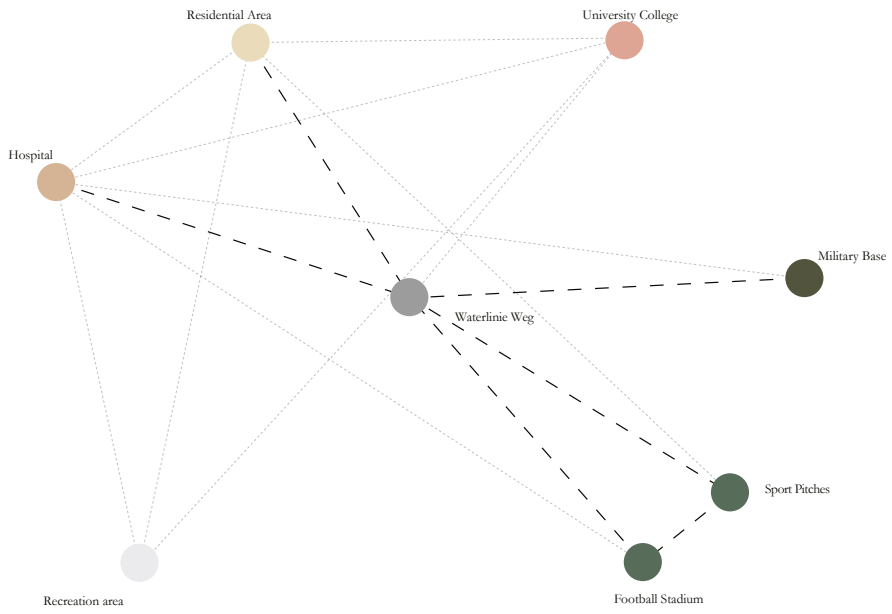 Residential Area
University College
Hospital
Military Base
Waterlinie Weg
Sport Pitches
Recreation area
Football Stadium